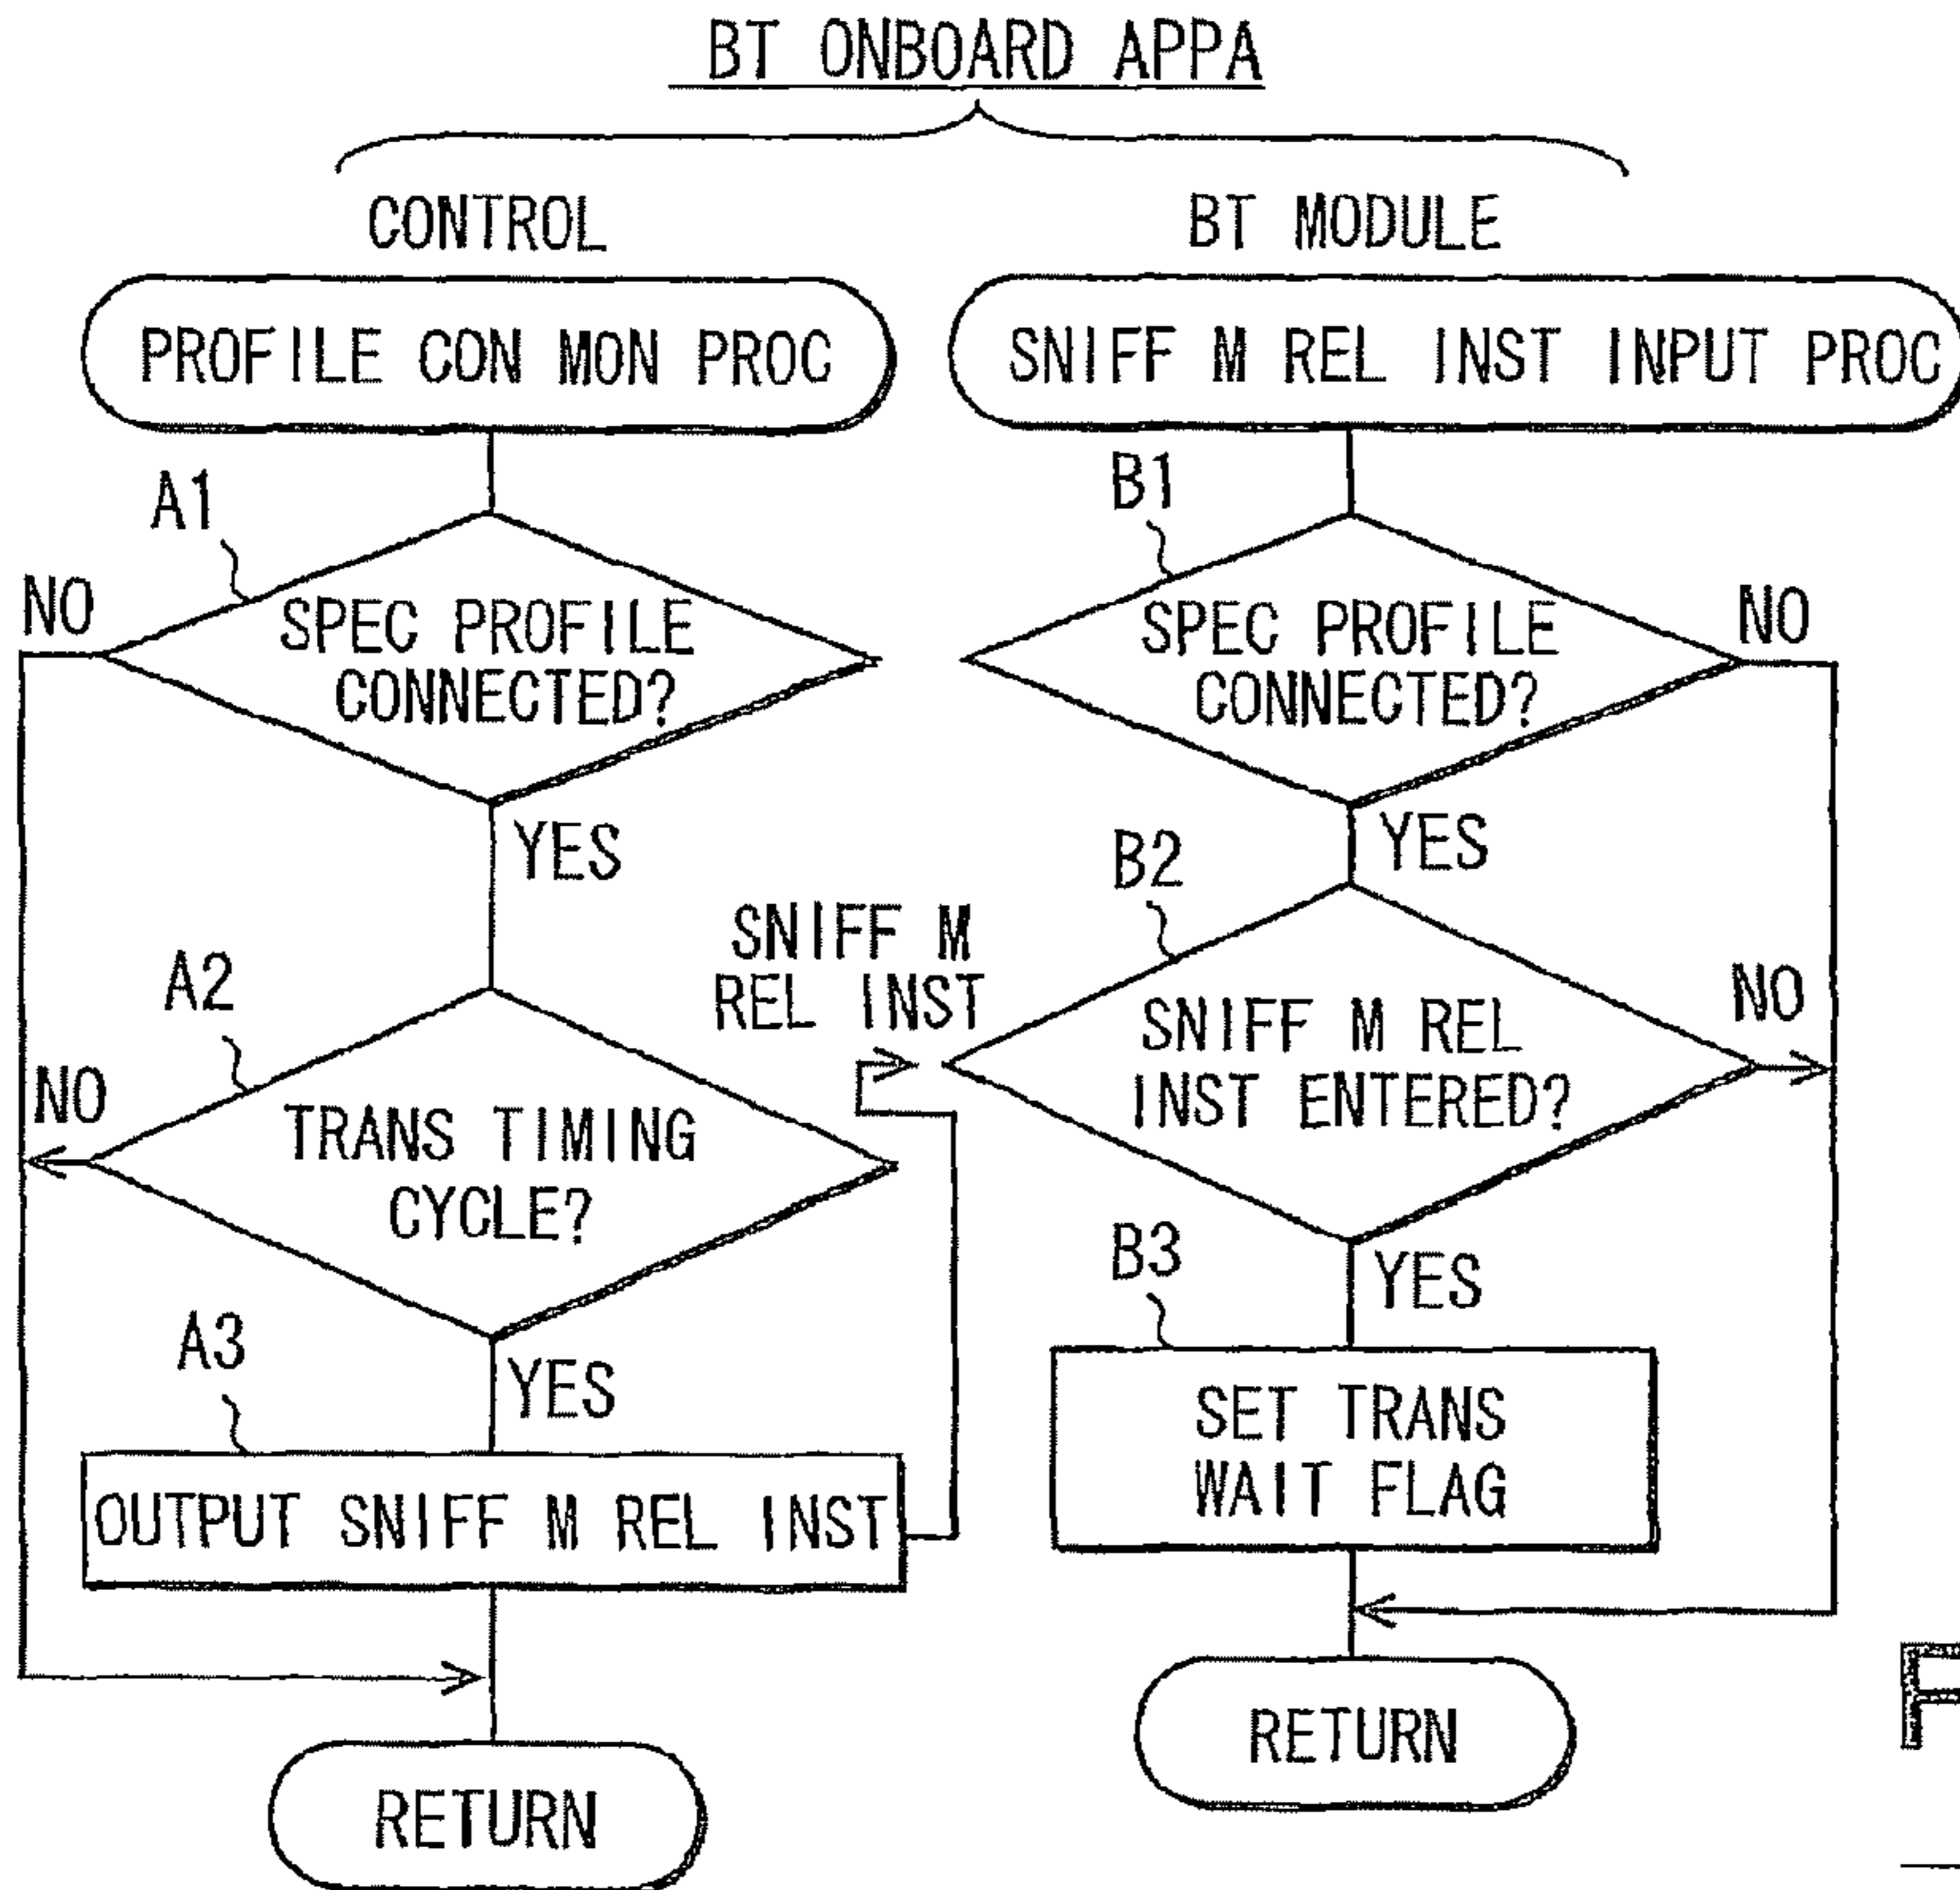 BT ONBOARD APPA
CONTROL
PROFILE CON MON PROC
A1
NO
SPEC PROFILE
CONNECTED?
YES
A2
NO
TRANS TIMING
CYCLE?
YES
A3
OUTPUT SNIFF M REL INST
RETURN
SNIFF M
REL INST
BT MODULE
SNIFF M REL INST INPUT PROC
B1
SPEC PROFILE
CONNECTED?
NO
YES
B2
SNIFF M REL
INST ENTERED?
NO
YES
B3
SET TRANS
WAIT FLAG
RETURN
F